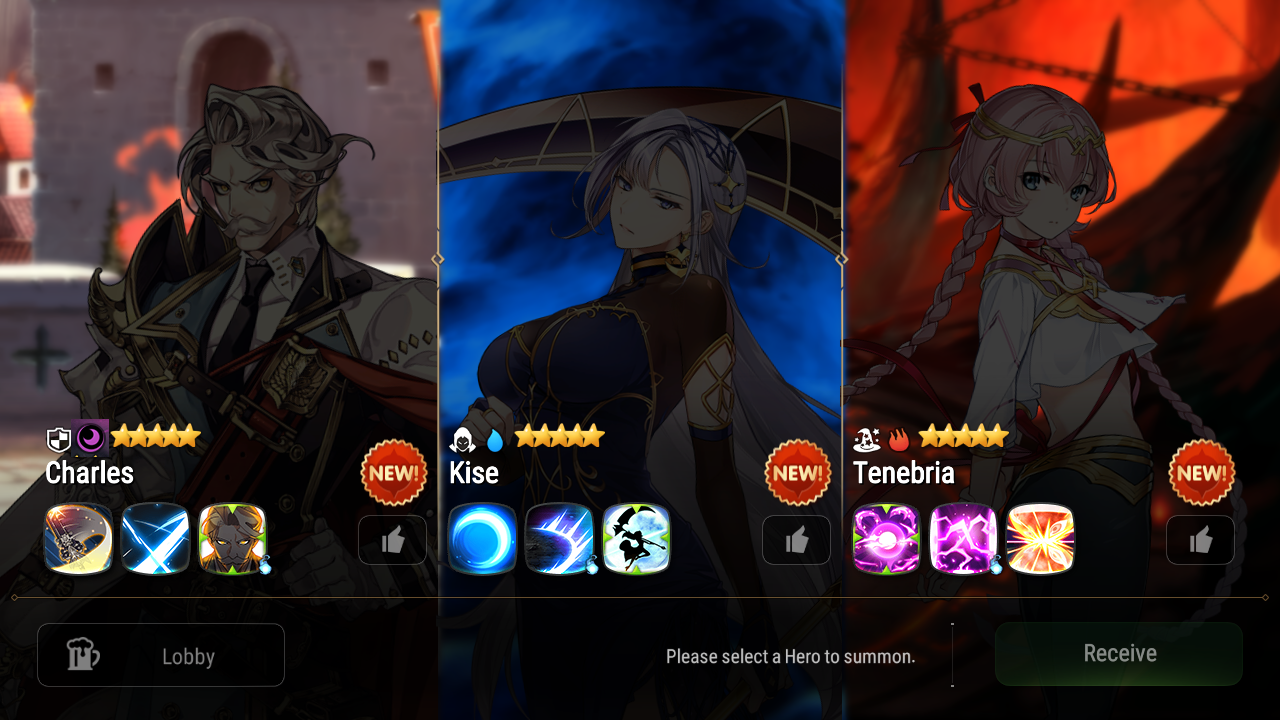 Charles
NEW!
Kise
NEW!
Tenebria
NEW!
Lobby
Please select a Hero to summon.
Receive